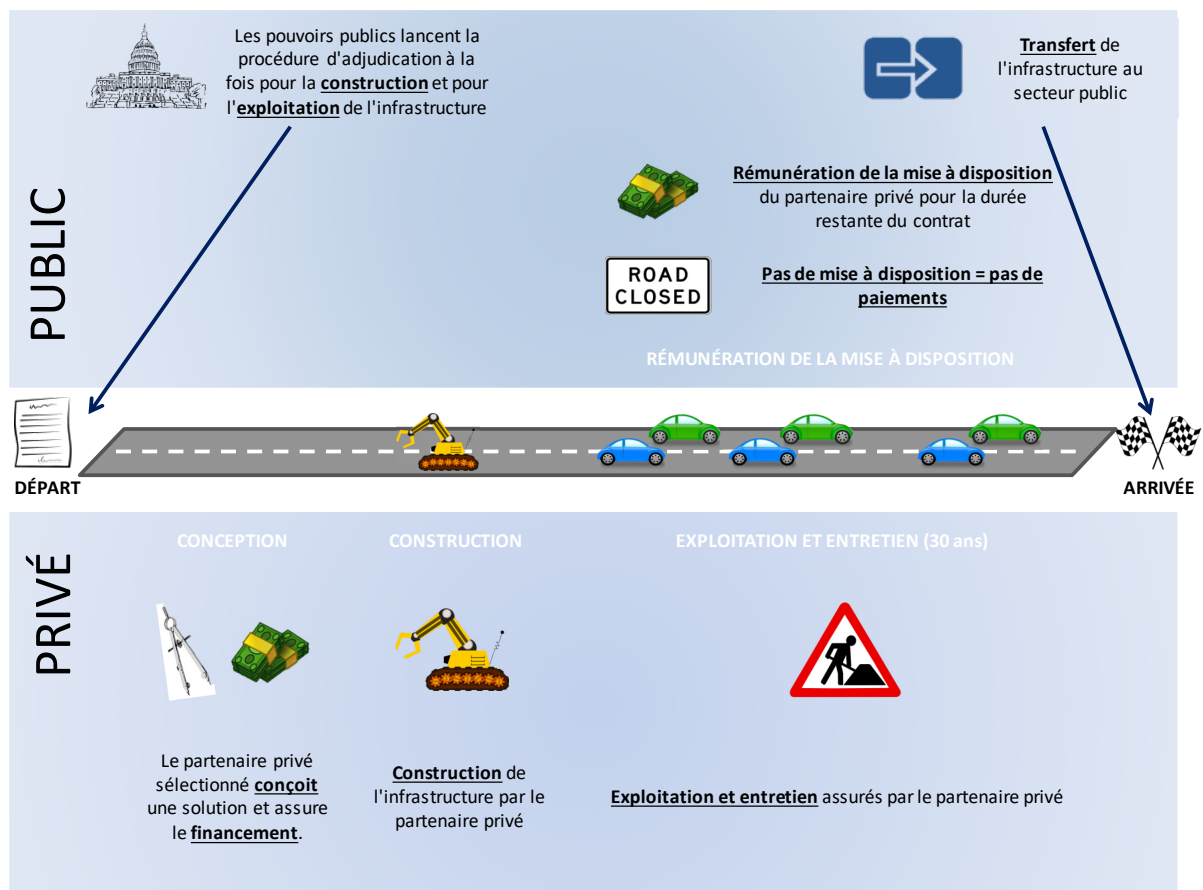 Les pouvoirs publics lancent la
procédure d'adjudication à la
fois pour la construction et pour
l'exploitation de l'infrastructure
Transfert de
l'infrastructure au
secteur public
PUBLIC
Rémunération de la mise à disposition
du partenaire privé pour la durée
restante du contrat
ROAD
CLOSED
Pas de mise à disposition = pas de
paiements
RÉMUNÉRATION DE LA MISE À DISPOSITION
DÉPART
ARRIVÉE
PRIVÉ
CONCEPTION
CONSTRUCTION
EXPLOITATION ET ENTRETIEN (30 ans)
Le partenaire privé
sélectionné conçoit
une solution et assure
le financement.
Construction de
l'infrastructure par le
partenaire privé
Exploitation et entretien assurés par le partenaire privé